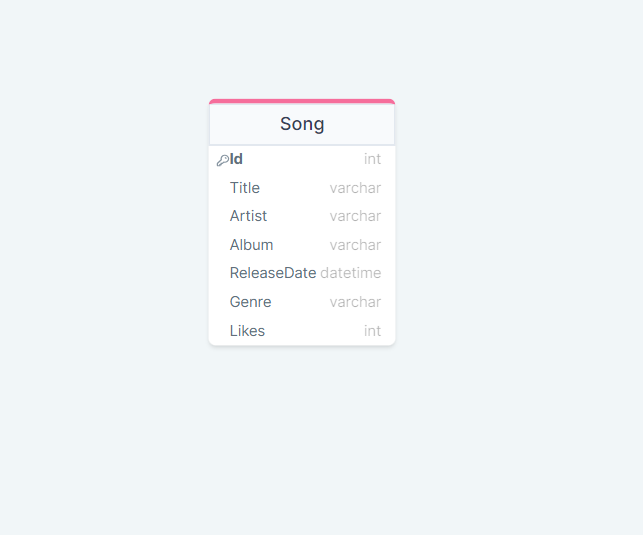 Song
Id int
Title varchar
Artist varchar
Album varchar
ReleaseDate datetime
Genre varchar
Likes int